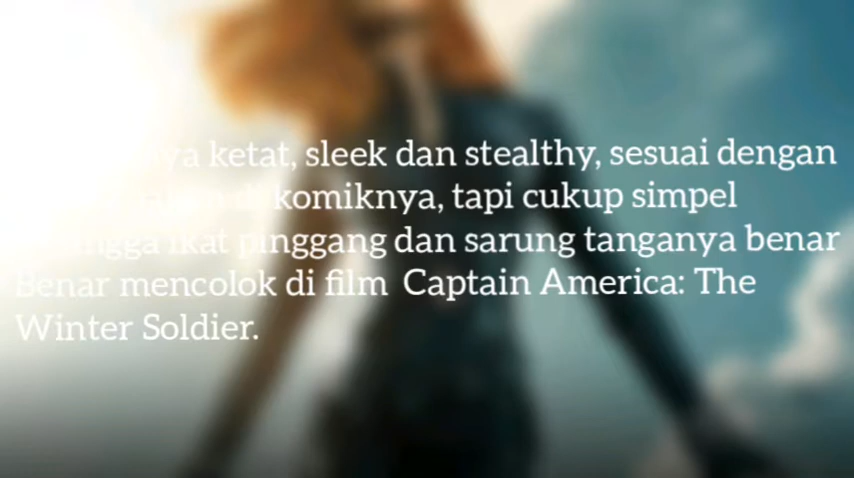 ketat, sleek dan stealthy, sesuai dengan
komiknya, tapi cukup simpel
ikat pinggang dan sarung tanganya benar
Benar mencolok di film Captain America: The
Winter Soldier.